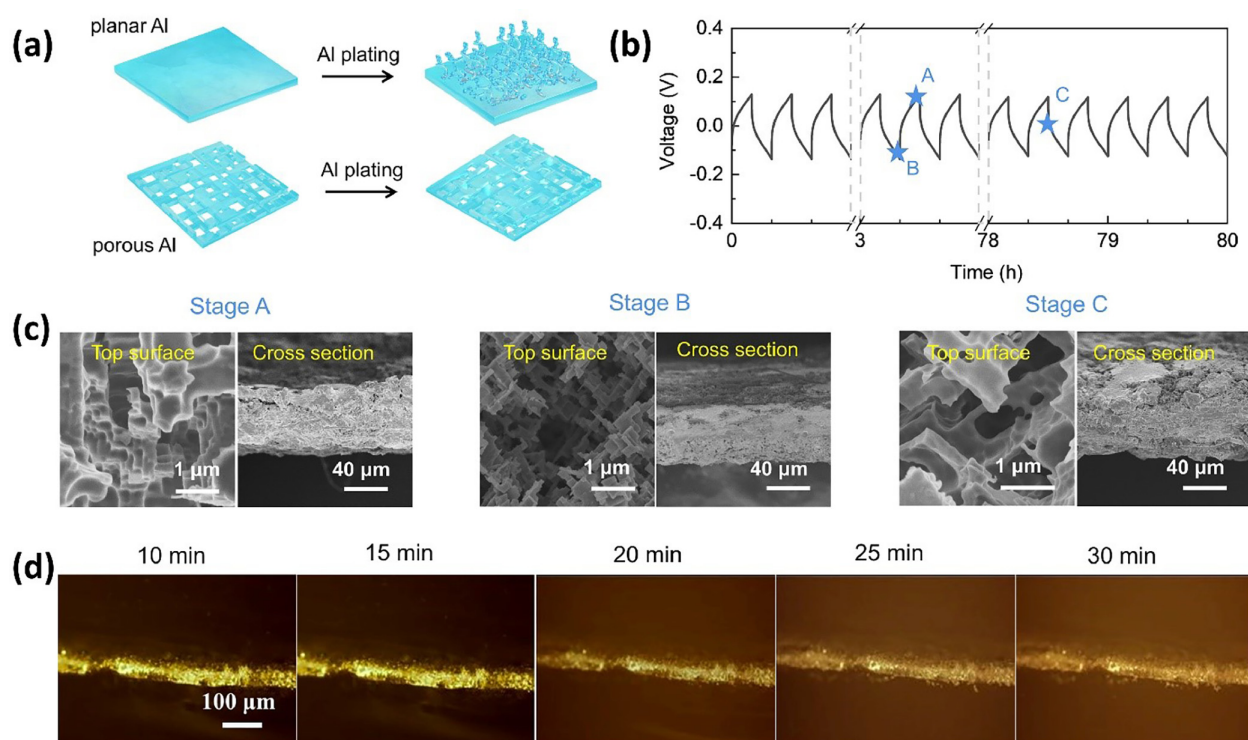 (a)
planar Al
Al plating
Al plating
porous Al
(b)
0.4
0.2
0.0
-0.2
-0.4
Voltage (V)
A
B
C
0
3
78
79
80
Time (h)
(c)
Stage A
Stage B
Stage C
Top surface
Cross section
1 μm
40 μm
Top surface
Cross section
1 μm
40 μm
Top surface
Cross section
1 μm
40 μm
(d)
10 min
15 min
20 min
25 min
30 min
100 μm